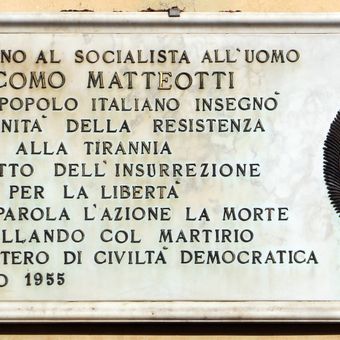 NO AL SOCIALISTA ALL'UOMO
COMO MATTEOTTI
POPOLO ITALIANO INSEGNÒ
NITÀ DELLA RESISTENZA
ALLA TIRANNIA
TTO DELL'INSURREZIONE
PER LA LIBERTÀ
PAROLA L'AZIONE LA MORTE
LLANDO COL MARTIRIO
TERO DI CIVILTÀ DEMOCRATICA
O 1955